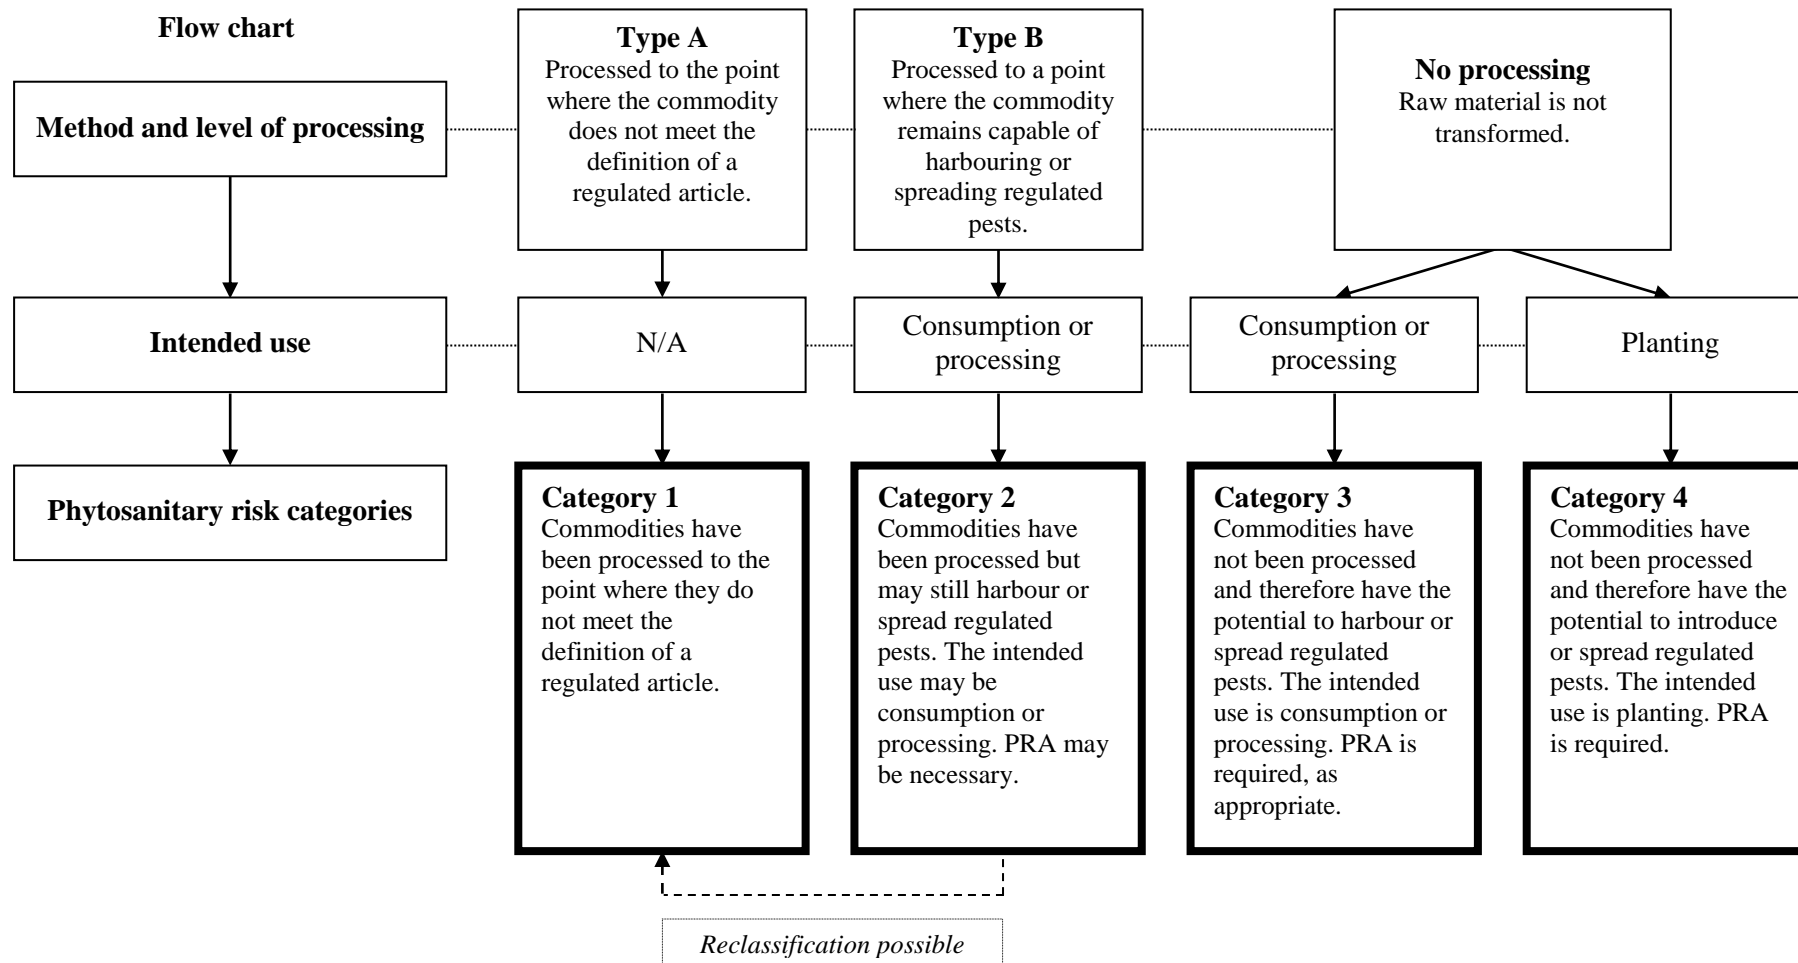 Flow chart
Method and level of processing
Type A
Processed to the point
where the commodity
does not meet the
definition of a
regulated article.
Type B
Processed to a point
where the commodity
remains capable of
harbouring or
spreading regulated
pests.
No processing
Raw material is not
transformed.
Intended use
N/A
Consumption or
processing
Consumption or
processing
Planting
Phytosanitary risk categories
Category 1
Commodities have
been processed to the
point where they do
not meet the
definition of a
regulated article.
Category 2
Commodities have
been processed but
may still harbour or
spread regulated
pests. The intended
use may be
consumption or
processing. PRA may
be necessary.
Category 3
Commodities have
not been processed
and therefore have the
potential to harbour or
spread regulated
pests. The intended
use is consumption or
processing. PRA is
required, as
appropriate.
Category 4
Commodities have
not been processed
and therefore have the
potential to introduce
or spread regulated
pests. The intended
use is planting. PRA
is required.
Reclassification possible